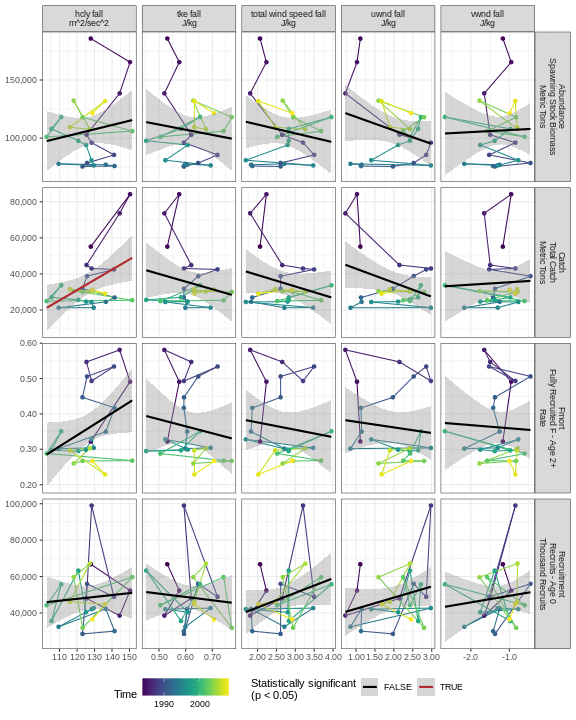 hcdy fall
m^2/sec^2
tke fall
J/kg
total wind speed fall
J/kg
uwnd fall
J/kg
vwnd fall
J/kg
150,000
100,000
Abundance
Spawning Stock Biomass
Metric Tons
80,000
60,000
40,000
20,000
Catch
Total Catch
Metric Tons
0.60
0.50
0.40
0.30
0.20
Fmort
Fully Recruited F - Age 2+
Rate
100,000
80,000
60,000
40,000
Recruitment
Recruits - Age 0
Thousand Recruits
110 120 130 140 150
0.50 0.60 0.70
2.00 2.50 3.00 3.50 4.00
1.00 1.50 2.00 2.50 3.00
-2.0 -1.0
Time
1990 2000
Statistically significant
(p < 0.05)
FALSE
TRUE